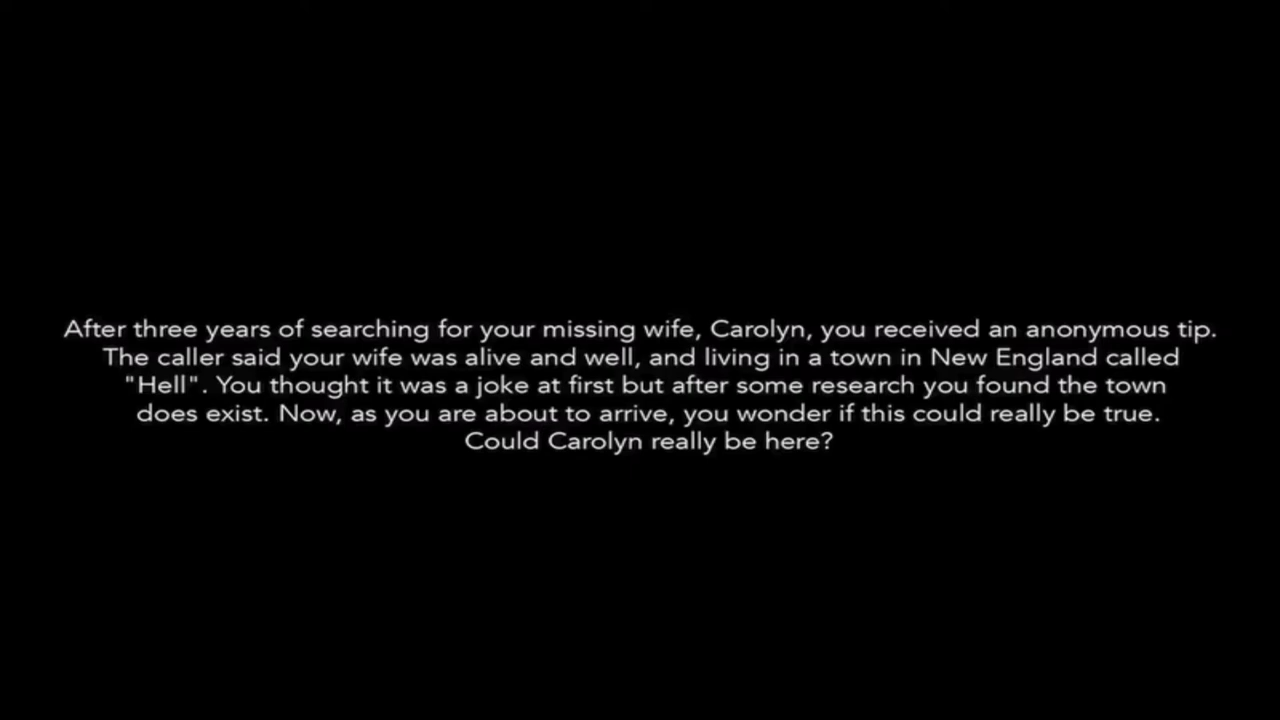 After three years of searching for your missing wife, Carolyn, you received an anonymous tip.
The caller said your wife was alive and well, and living in a town in New England called
"Hell". You thought it was a joke at first but after some research you found the town
does exist. Now, as you are about to arrive, you wonder if this could really be true.
Could Carolyn really be here?